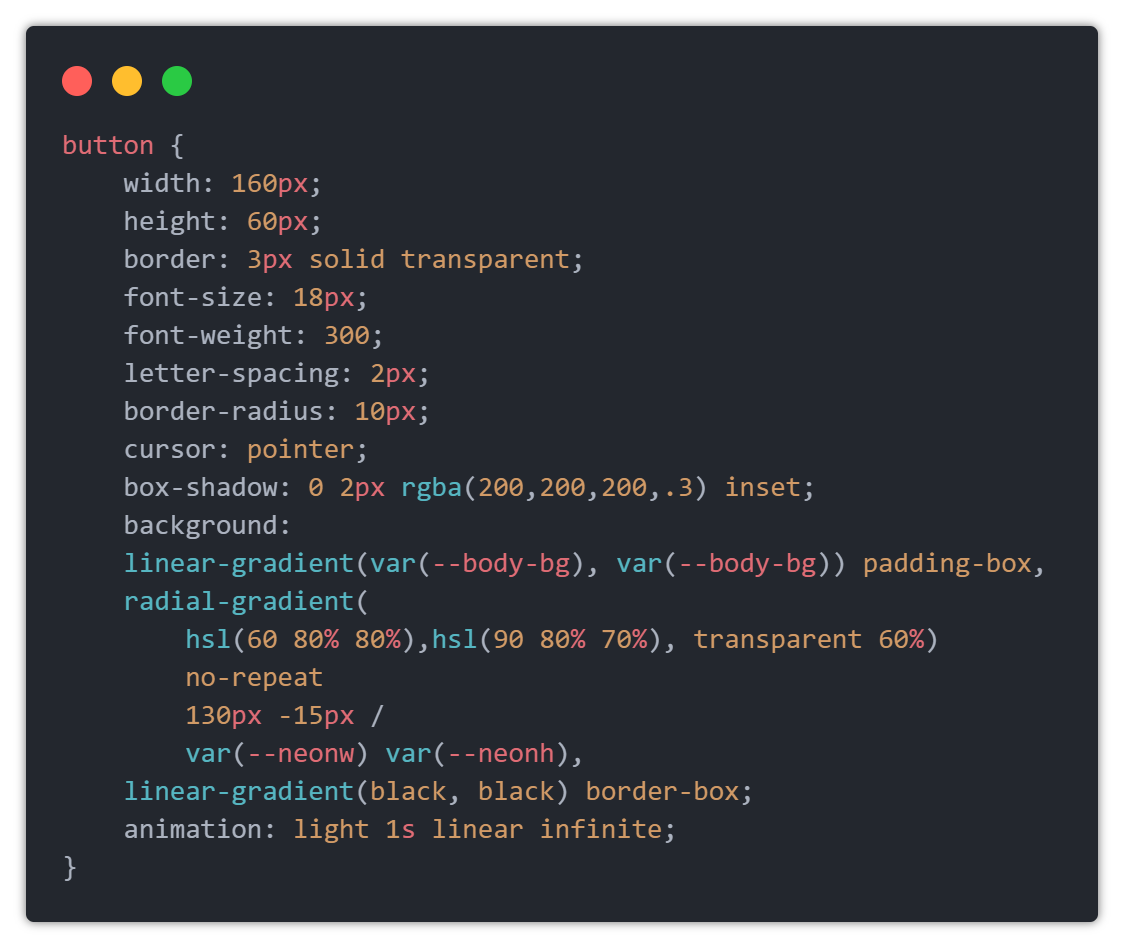 button {
    width: 160px;
    height: 60px;
    border: 3px solid transparent;
    font-size: 18px;
    font-weight: 300;
    letter-spacing: 2px;
    border-radius: 10px;
    cursor: pointer;
    box-shadow: 0 2px rgba(200,200,200,.3) inset;
    background:
    linear-gradient(var(--body-bg), var(--body-bg)) padding-box,
    radial-gradient(
        hsl(60 80% 80%),hsl(90 80% 70%), transparent 60%)
        no-repeat
        130px -15px /
        var(--neonw) var(--neonh),
    linear-gradient(black, black) border-box;
    animation: light 1s linear infinite;
}